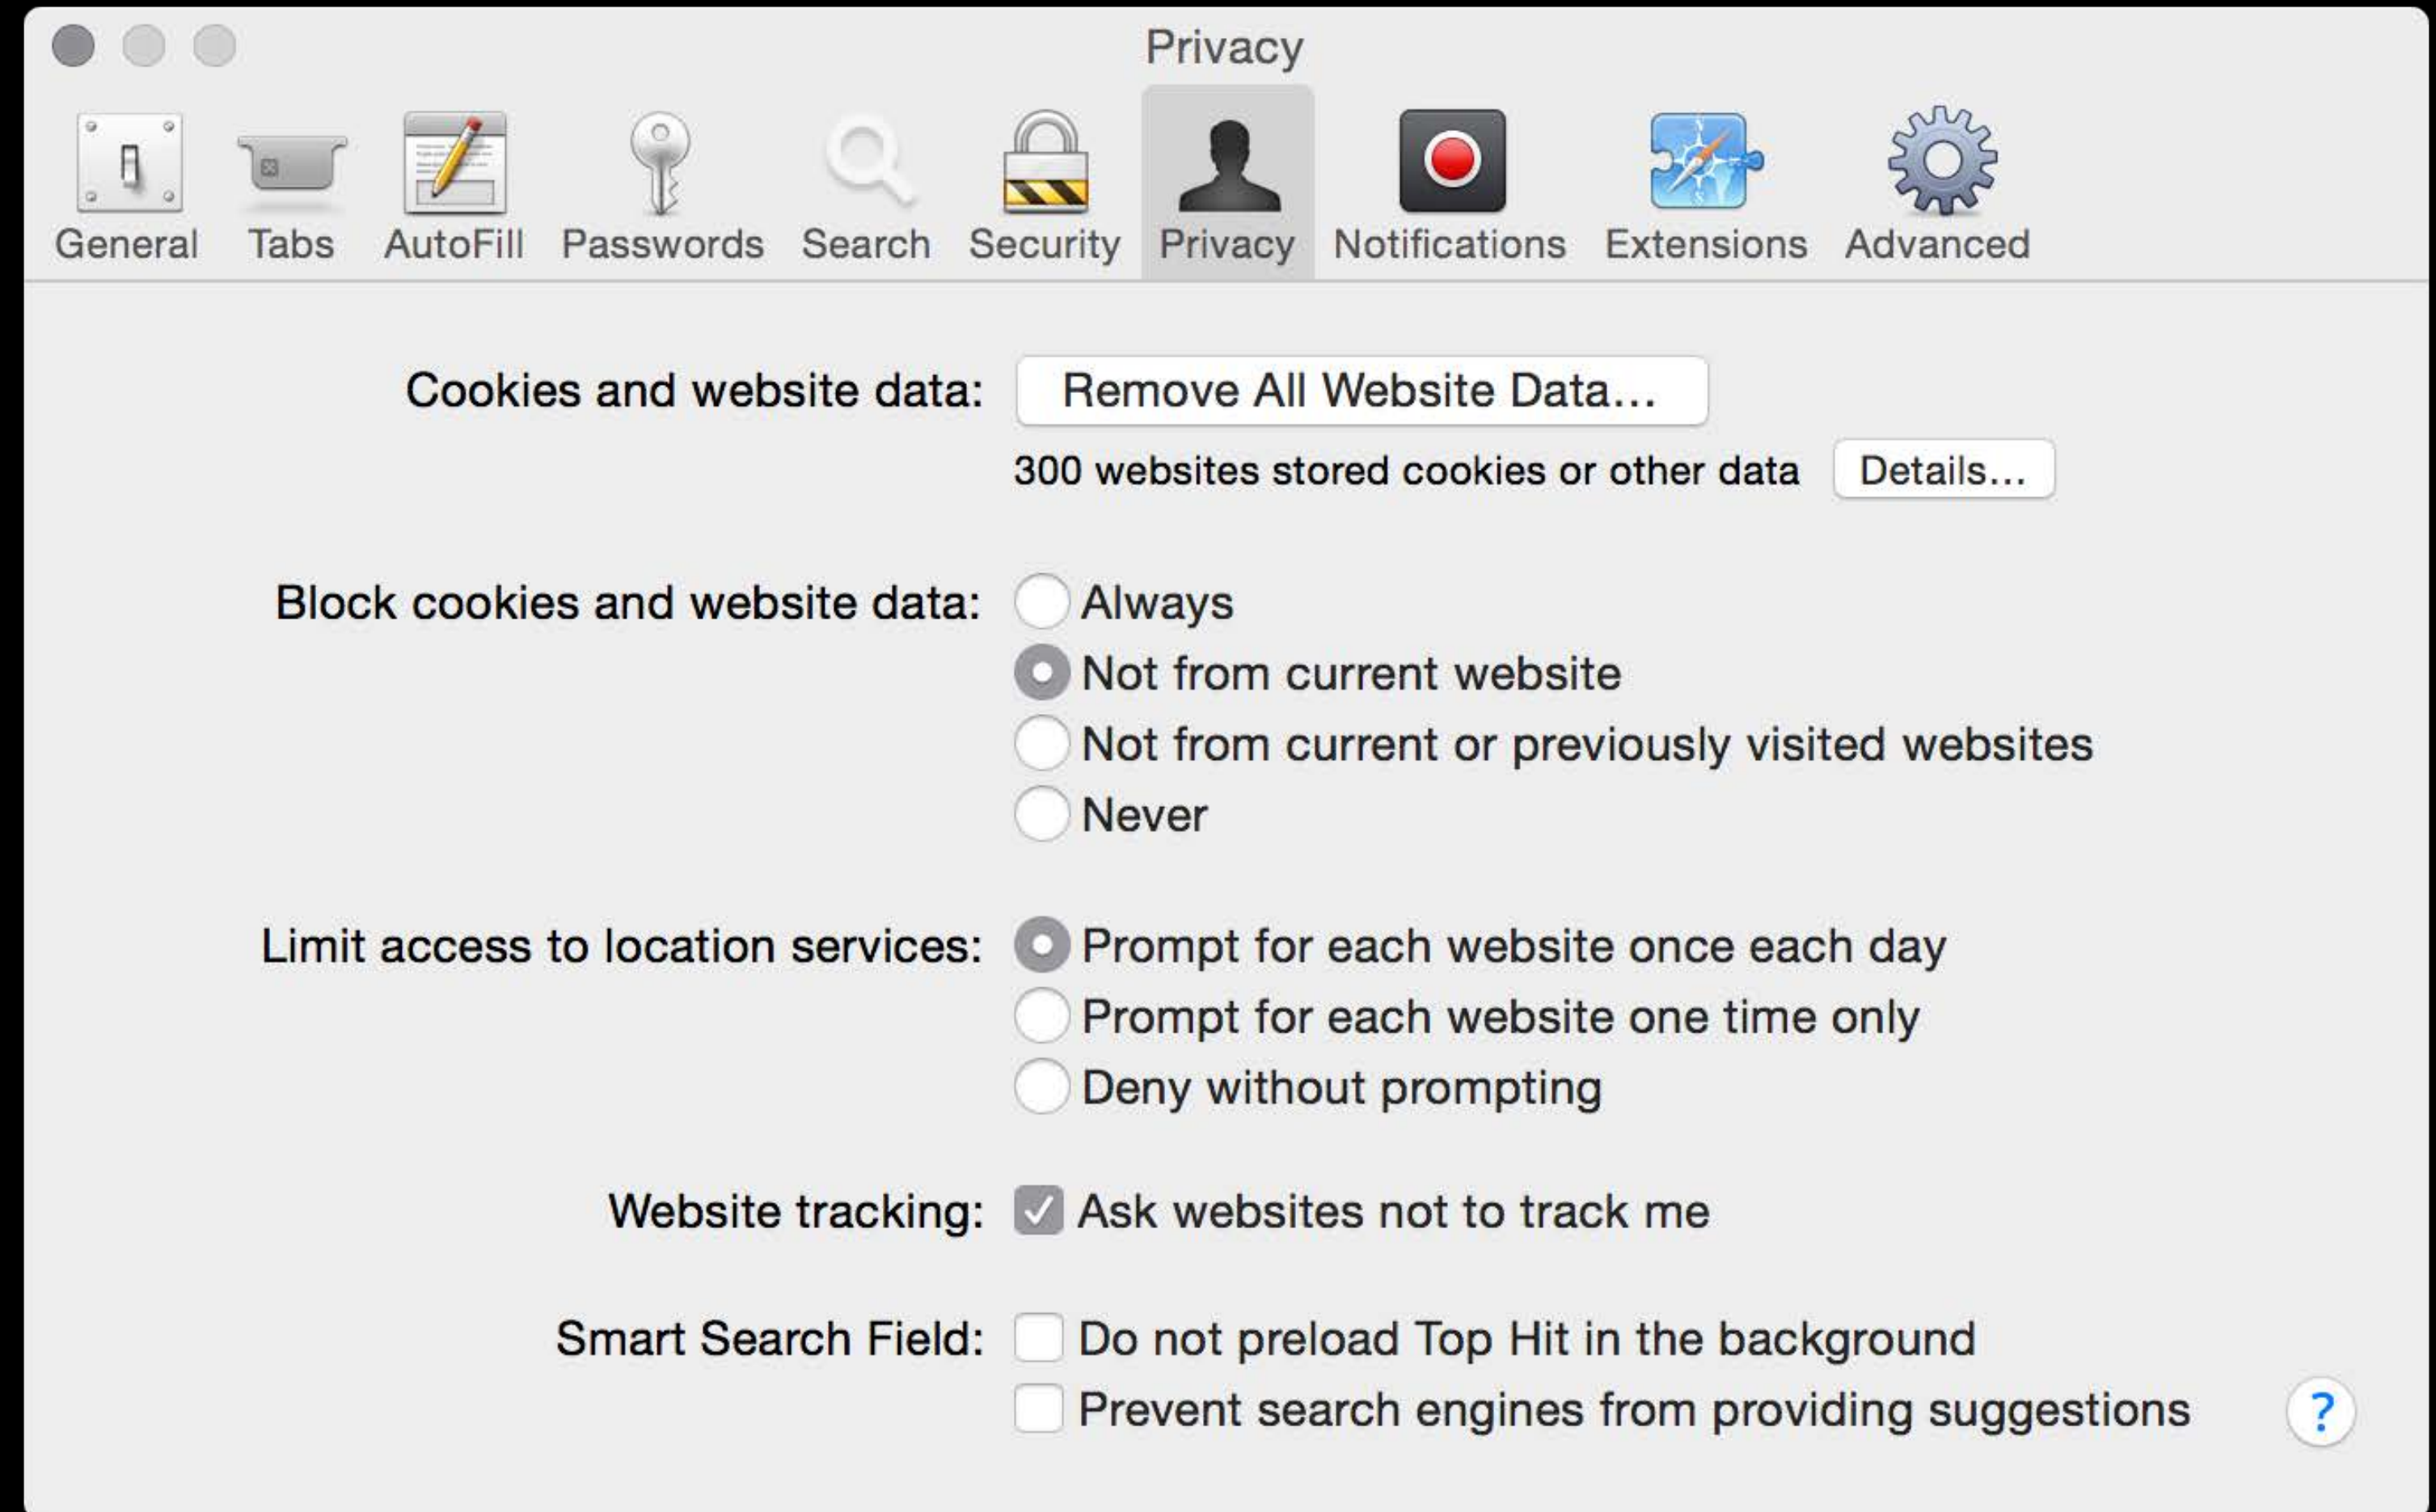 Privacy
General Tabs AutoFill Passwords Search Security Privacy Notifications Extensions Advanced
Cookies and website data: Remove All Website Data...
300 websites stored cookies or other data Details...
Block cookies and website data: Always
Not from current website
Not from current or previously visited websites
Never
Limit access to location services: Prompt for each website once each day
Prompt for each website one time only
Deny without prompting
Website tracking: Ask websites not to track me
Smart Search Field: Do not preload Top Hit in the background
Prevent search engines from providing suggestions ?